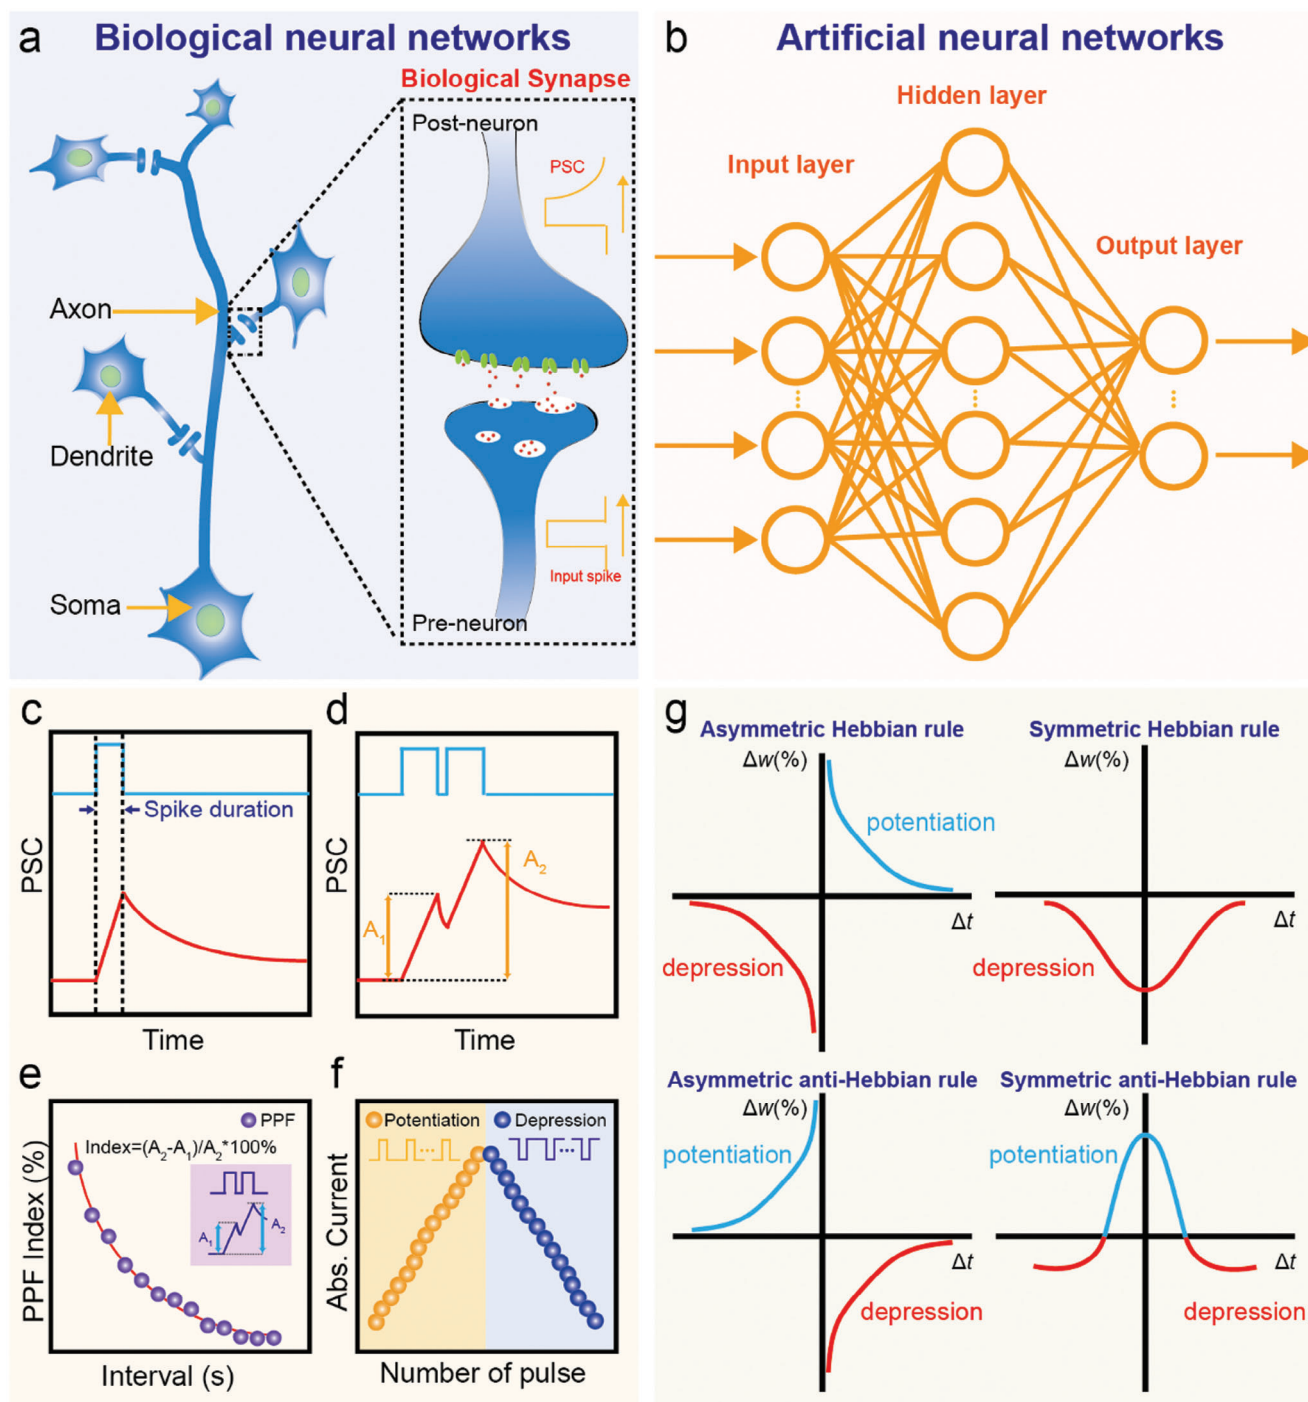 a
Biological neural networks
Biological Synapse
Post-neuron
PSC
Axon
Dendrite
Soma
Input spike
Pre-neuron
b
Artificial neural networks
Hidden layer
Input layer
Output layer
c
Spike duration
PSC
Time
d
A1
A2
PSC
Time
e
PPF
Index=(A2-A1)/A2*100%
A1
A2
PPF Index (%)
Interval (s)
f
Potentiation
Depression
Abs. Current
Number of pulse
g
Asymmetric Hebbian rule
Δw(%)
potentiation
Δt
depression
Symmetric Hebbian rule
Δw(%)
Δt
depression
Asymmetric anti-Hebbian rule
Δw(%)
potentiation
Δt
depression
Symmetric anti-Hebbian rule
Δw(%)
potentiation
Δt
depression